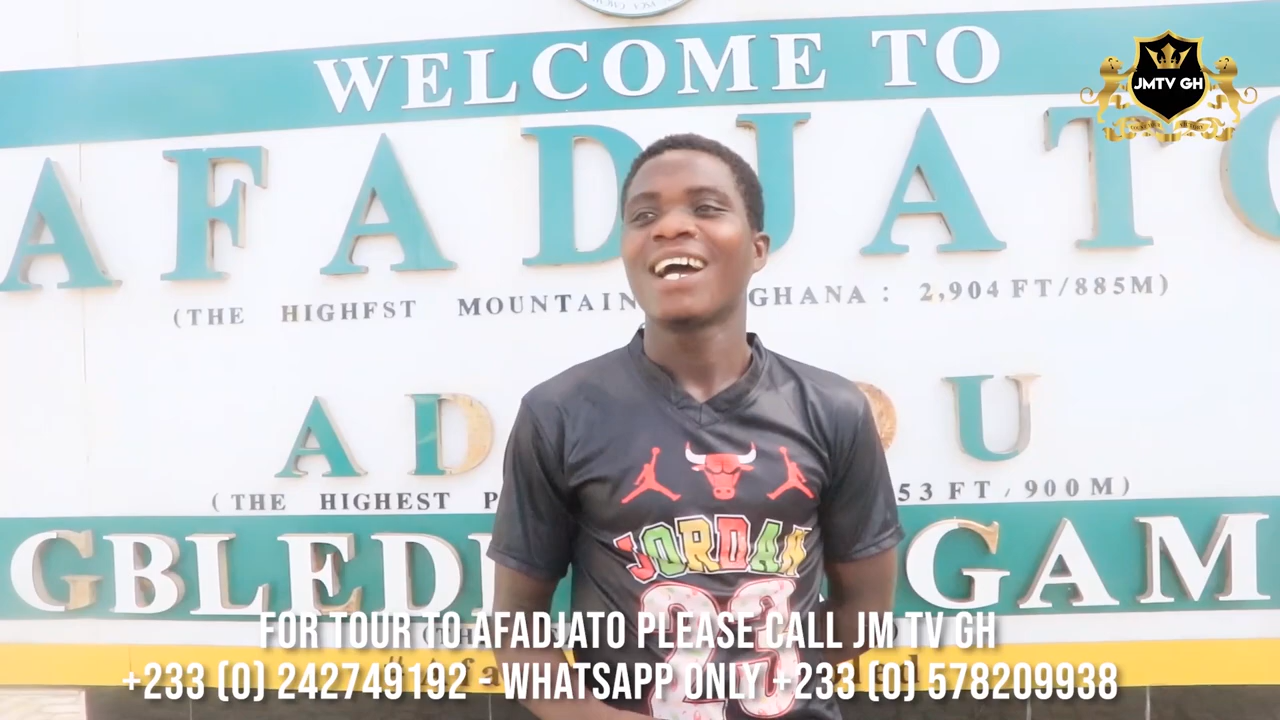 WELCOME TO
JMTV GH
AFADJATO
(THE HIGHFST MOUNTAIN GHANA: 2,904 FT/885M)
AD U
(THE HIGHEST P 53 FT / 900M)
GBLEDI GAM
JORDAN
23
FOR TOUR TO AFADJATO PLEASE CALL JM TV GH
+233 (0) 242749192 - WHATSAPP ONLY +233 (0) 578209938